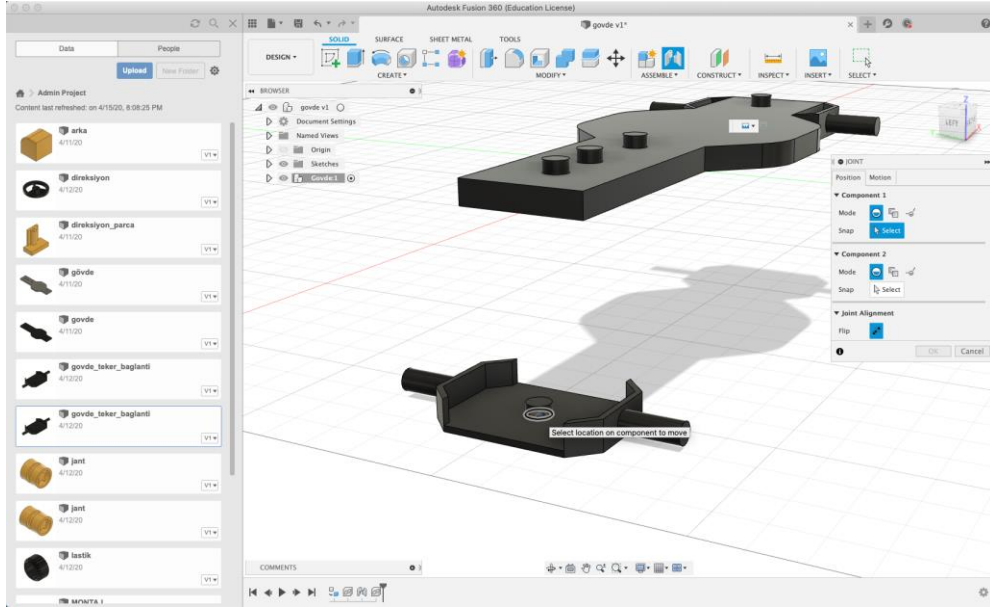 Autodesk Fusion 360 (Education License)
govde v1*
Data
People
Upload
New Folder
Admin Project
Content last refreshed: on 4/15/20, 8:08:25 PM
arka
4/11/20
V1
direksiyon
4/12/20
V1
direksiyon_parca
4/11/20
V1
gövde
4/11/20
V1
govde
4/11/20
V1
govde_teker_baglanti
4/12/20
V1
govde_teker_baglanti
4/12/20
V1
jant
4/12/20
V1
jant
4/12/20
V1
lastik
4/12/20
V1
MONTAJ
DESIGN
SOLID
SURFACE
SHEET METAL
TOOLS
CREATE
MODIFY
ASSEMBLE
CONSTRUCT
INSPECT
INSERT
SELECT
BROWSER
govde v1
Document Settings
Named Views
Origin
Sketches
Govde:1
LEFT
Z
JOINT
Position
Motion
Component 1
Mode
Snap
Select
Component 2
Mode
Snap
Select
Joint Alignment
Flip
OK
Cancel
Select location on component to move
COMMENTS